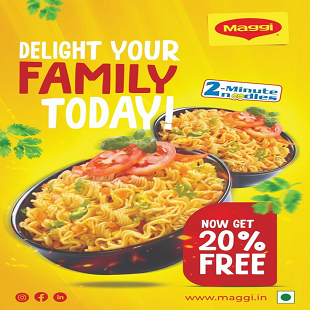 Maggi
DELIGHT YOUR
FAMILY
TODAY!
2-Minute
noodles
NOW GET
20%
FREE
www.maggi.in